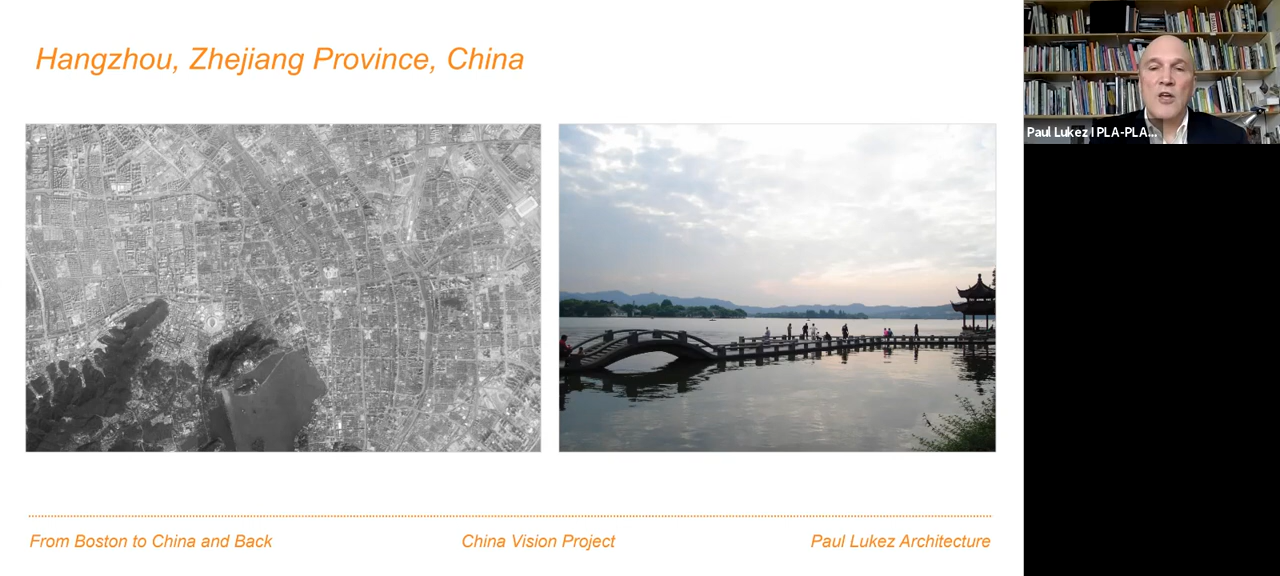 Hangzhou, Zhejiang Province, China
Paul Lukez I PLA-PLA...
From Boston to China and Back
China Vision Project
Paul Lukez Architecture